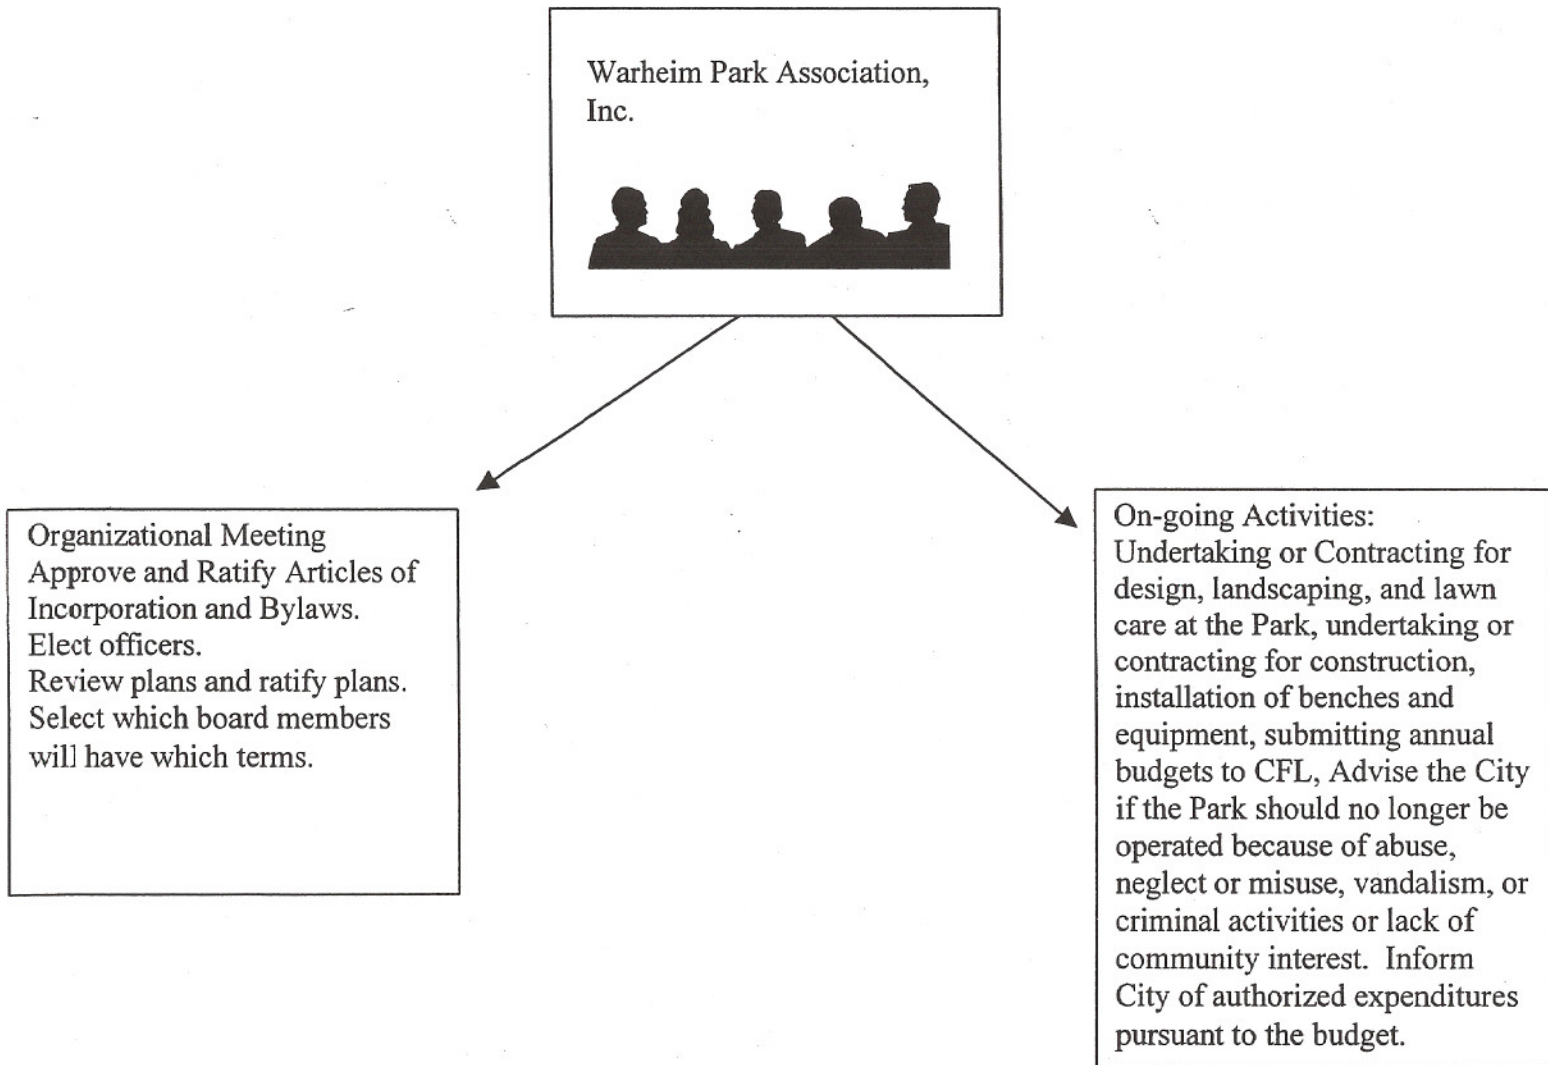 Warheim Park Association,
Inc.
Organizational Meeting
Approve and Ratify Articles of
Incorporation and Bylaws.
Elect officers.
Review plans and ratify plans.
Select which board members
will have which terms.
On-going Activities:
Undertaking or Contracting for
design, landscaping, and lawn
care at the Park, undertaking or
contracting for construction,
installation of benches and
equipment, submitting annual
budgets to CFL, Advise the City
if the Park should no longer be
operated because of abuse,
neglect or misuse, vandalism, or
criminal activities or lack of
community interest.  Inform
City of authorized expenditures
pursuant to the budget.